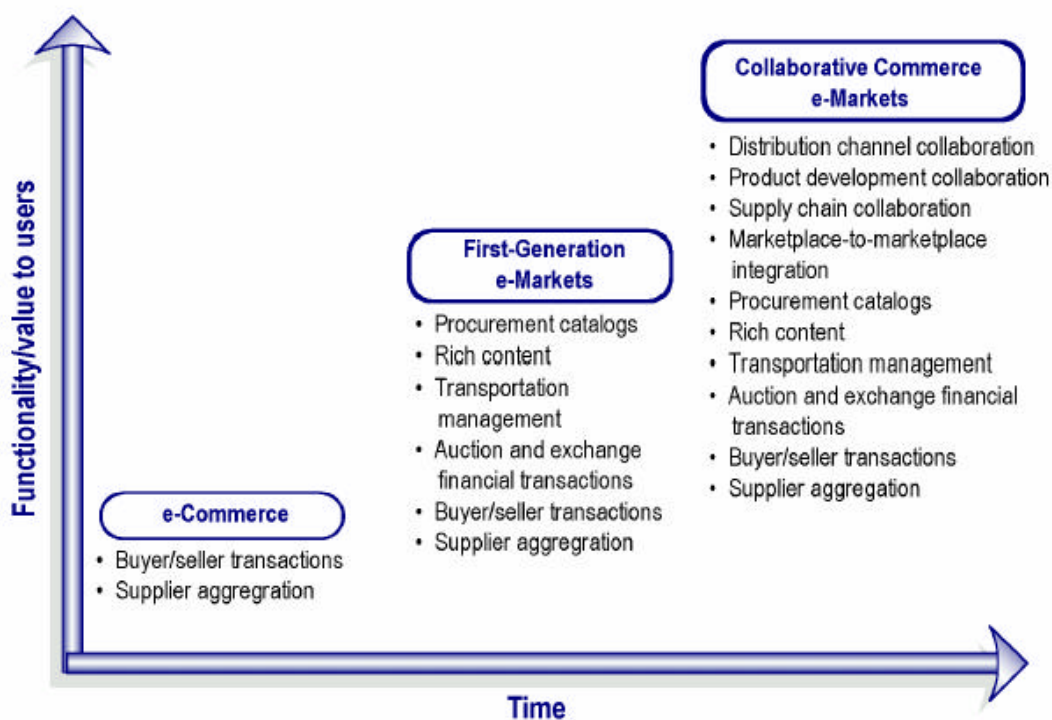 Functionality/value to users
e-Commerce
• Buyer/seller transactions
• Supplier aggregration
First-Generation
e-Markets
• Procurement catalogs
• Rich content
• Transportation
management
• Auction and exchange
financial transactions
• Buyer/seller transactions
• Supplier aggregration
Collaborative Commerce
e-Markets
• Distribution channel collaboration
• Product development collaboration
• Supply chain collaboration
• Marketplace-to-marketplace
integration
• Procurement catalogs
• Rich content
• Transportation management
• Auction and exchange financial
transactions
• Buyer/seller transactions
• Supplier aggregation
Time